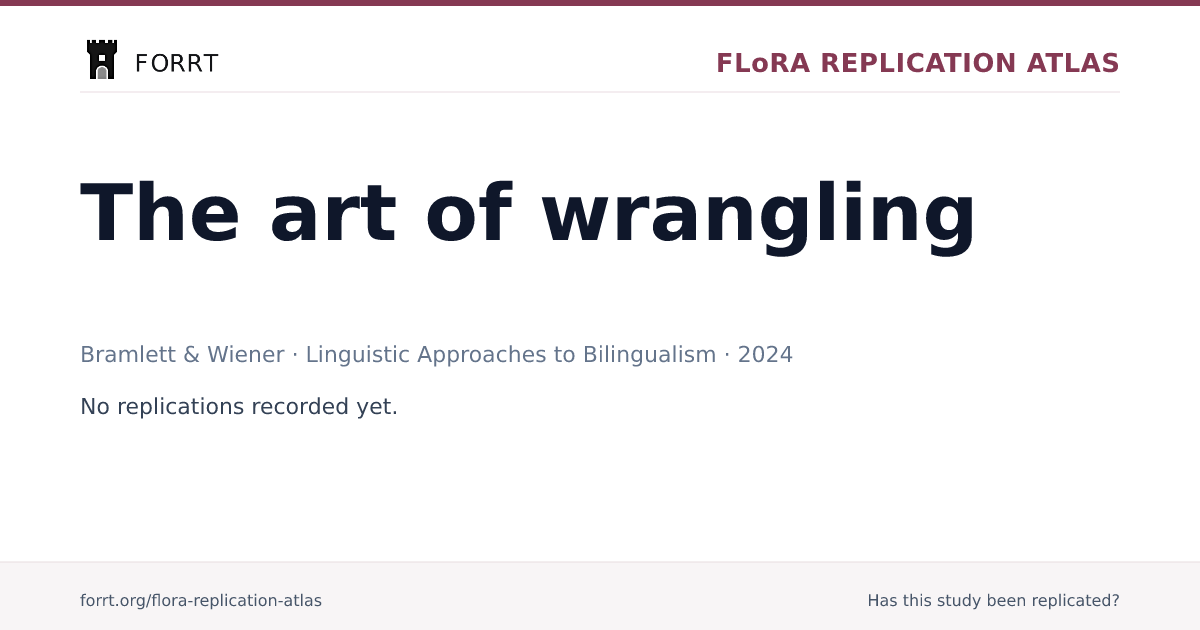 FORRT
FLoRA REPLICATION ATLAS
The art of wrangling
Bramlett & Wiener · Linguistic Approaches to Bilingualism · 2024
No replications recorded yet.
forrt.org/flora-replication-atlas
Has this study been replicated?